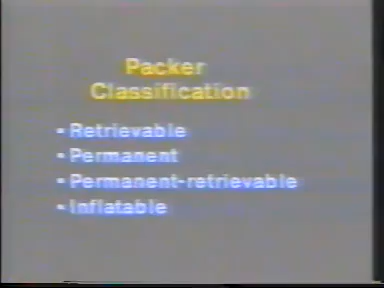 Packer
Classification
- Retrievable
- Permanent
- Permanent-retrievable
- Inflatable